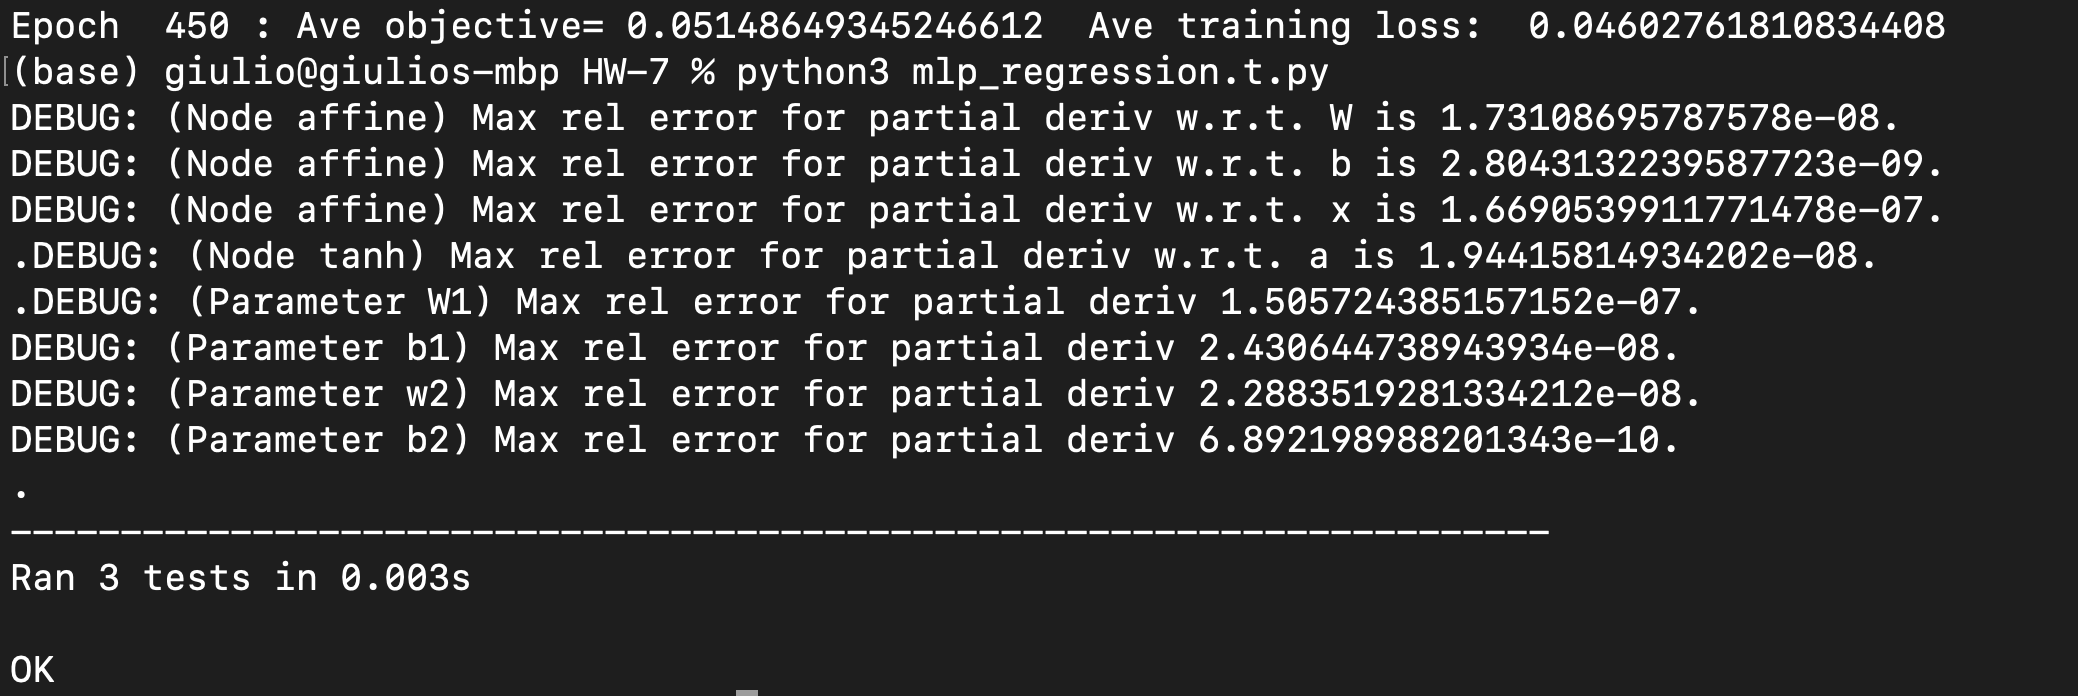 Epoch  450 : Ave objective= 0.05148649345246612  Ave training loss:  0.04602761810834408
[(base) giulio@giulios-mbp HW-7 % python3 mlp_regression.t.py
DEBUG: (Node affine) Max rel error for partial deriv w.r.t. W is 1.73108695787578e-08.
DEBUG: (Node affine) Max rel error for partial deriv w.r.t. b is 2.8043132239587723e-09.
DEBUG: (Node affine) Max rel error for partial deriv w.r.t. x is 1.6690539911771478e-07.
.DEBUG: (Node tanh) Max rel error for partial deriv w.r.t. a is 1.94415814934202e-08.
.DEBUG: (Parameter W1) Max rel error for partial deriv 1.505724385157152e-07.
DEBUG: (Parameter b1) Max rel error for partial deriv 2.430644738943934e-08.
DEBUG: (Parameter w2) Max rel error for partial deriv 2.2883519281334212e-08.
DEBUG: (Parameter b2) Max rel error for partial deriv 6.892198988201343e-10.
.
----------------------------------------------------------------------
Ran 3 tests in 0.003s

OK